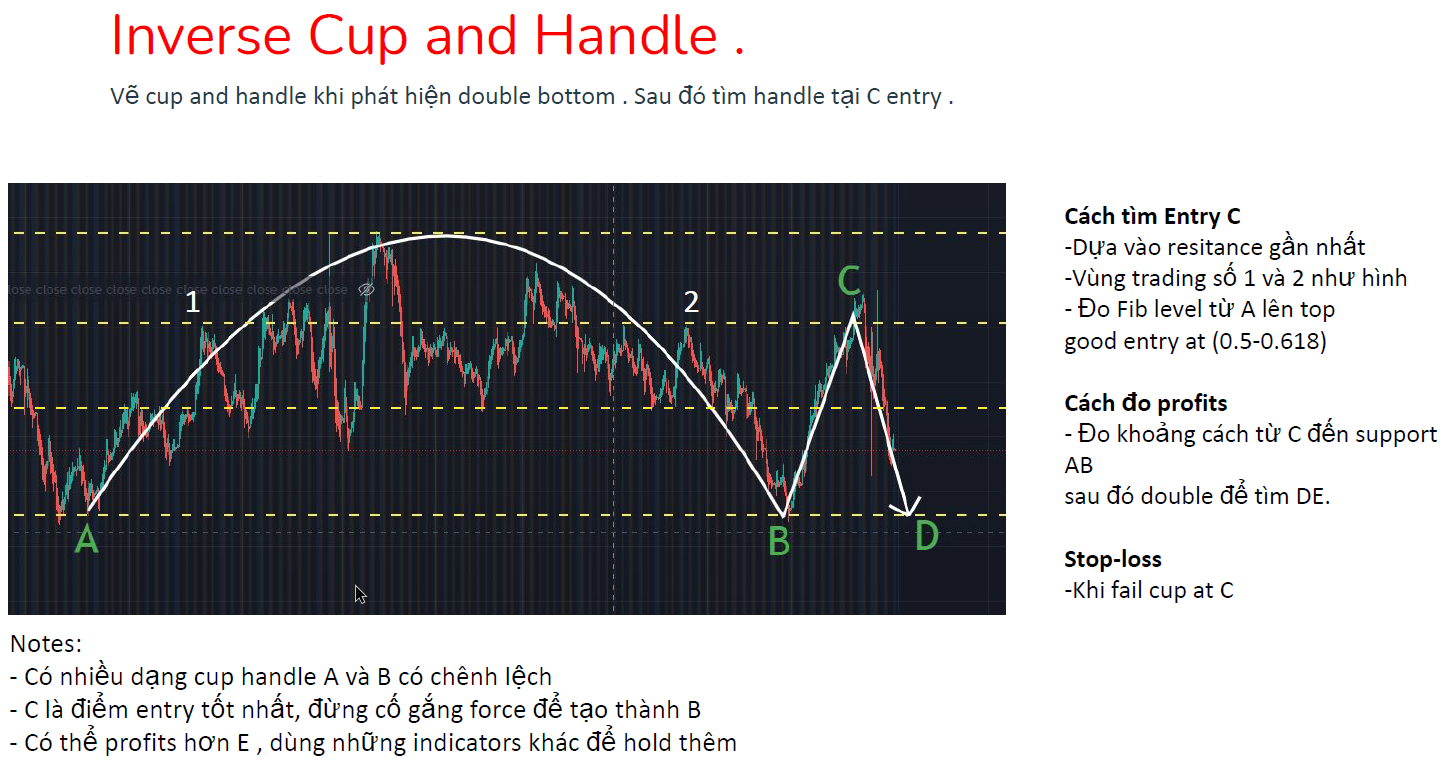 Inverse Cup and Handle .
Vẽ cup and handle khi phát hiện double bottom . Sau đó tìm handle tại C entry .
Cách tìm Entry C
-Dựa vào resitance gần nhất
-Vùng trading số 1 và 2 như hình
- Đo Fib level từ A lên top
good entry at (0.5-0.618)
Cách đo profits
- Đo khoảng cách từ C đến support
AB
sau đó double để tìm DE.
Stop-loss
-Khi fail cup at C
close close close close close close close close close close
1
2
C
A
B
D
Notes:
- Có nhiều dạng cup handle A và B có chênh lệch
- C là điểm entry tốt nhất, đừng cố gắng force để tạo thành B
- Có thể profits hơn E , dùng những indicators khác để hold thêm